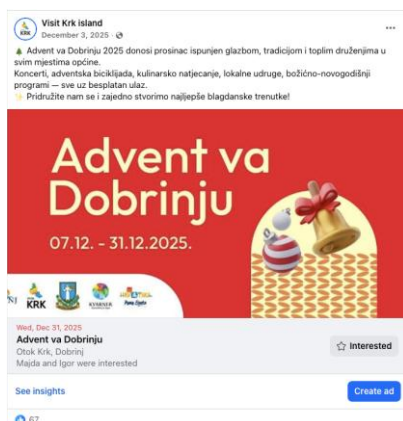 Visit Krk island
December 3, 2025 ·
Advent va Dobrinju 2025 donosi prosinac ispunjen glazbom, tradicijom i toplim druženjima u
svim mjestima općine.
Koncerti, adventska biciklijada, kulinarsko natjecanje, lokalne udruge, božićno-novogodišnji
programi — sve uz besplatan ulaz.
Pridružite nam se i zajedno stvorimo najljepše blagdanske trenutke!
Advent va
Dobrinju
07.12. - 31.12.2025.
KRK
KVARNER
Wed, Dec 31, 2025
Advent va Dobrinju
Otok Krk, Dobrinj
Majda and Igor were interested
Interested
See insights
Create ad
67